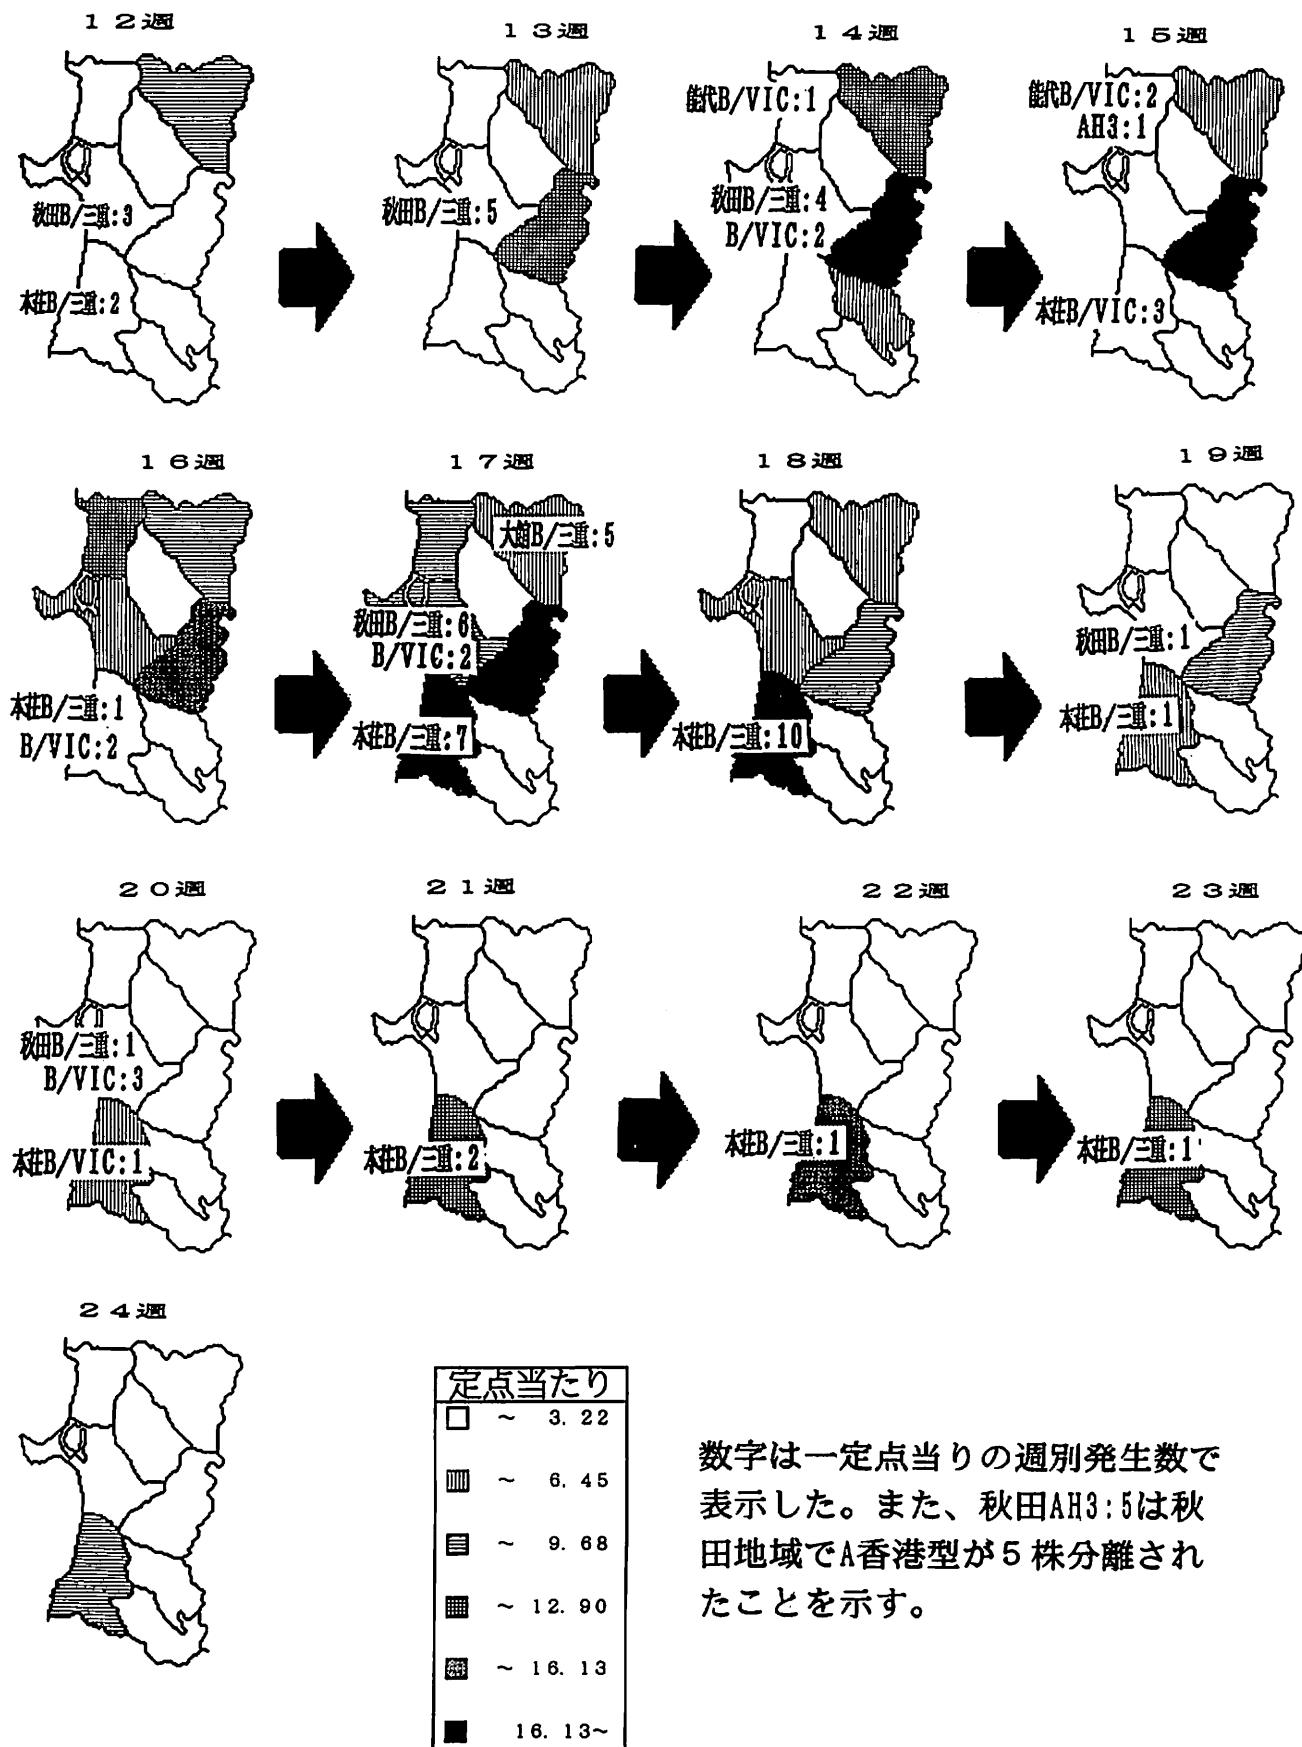 12週
秋田B/三重:3
本荘B/三重:2
13週
秋田B/三重:5
14週
能代B/VIC:1
秋田B/三重:4
B/VIC:2
15週
能代B/VIC:2
AH3:1
本荘B/VIC:3
16週
本荘B/三重:1
B/VIC:2
17週
大館B/三重:5
秋田B/三重:6
B/VIC:2
本荘B/三重:7
18週
本荘B/三重:10
19週
秋田B/三重:1
本荘B/三重:1
20週
秋田B/三重:1
B/VIC:3
本荘B/VIC:1
21週
本荘B/三重:2
22週
本荘B/三重:1
23週
本荘B/三重:1
24週
定点当たり
～ 3.22
～ 6.45
～ 9.68
～ 12.90
～ 16.13
16.13～
数字は一定点当りの週別発生数で
表示した。また、秋田AH3:5は秋
田地域でA香港型が5株分離され
たことを示す。